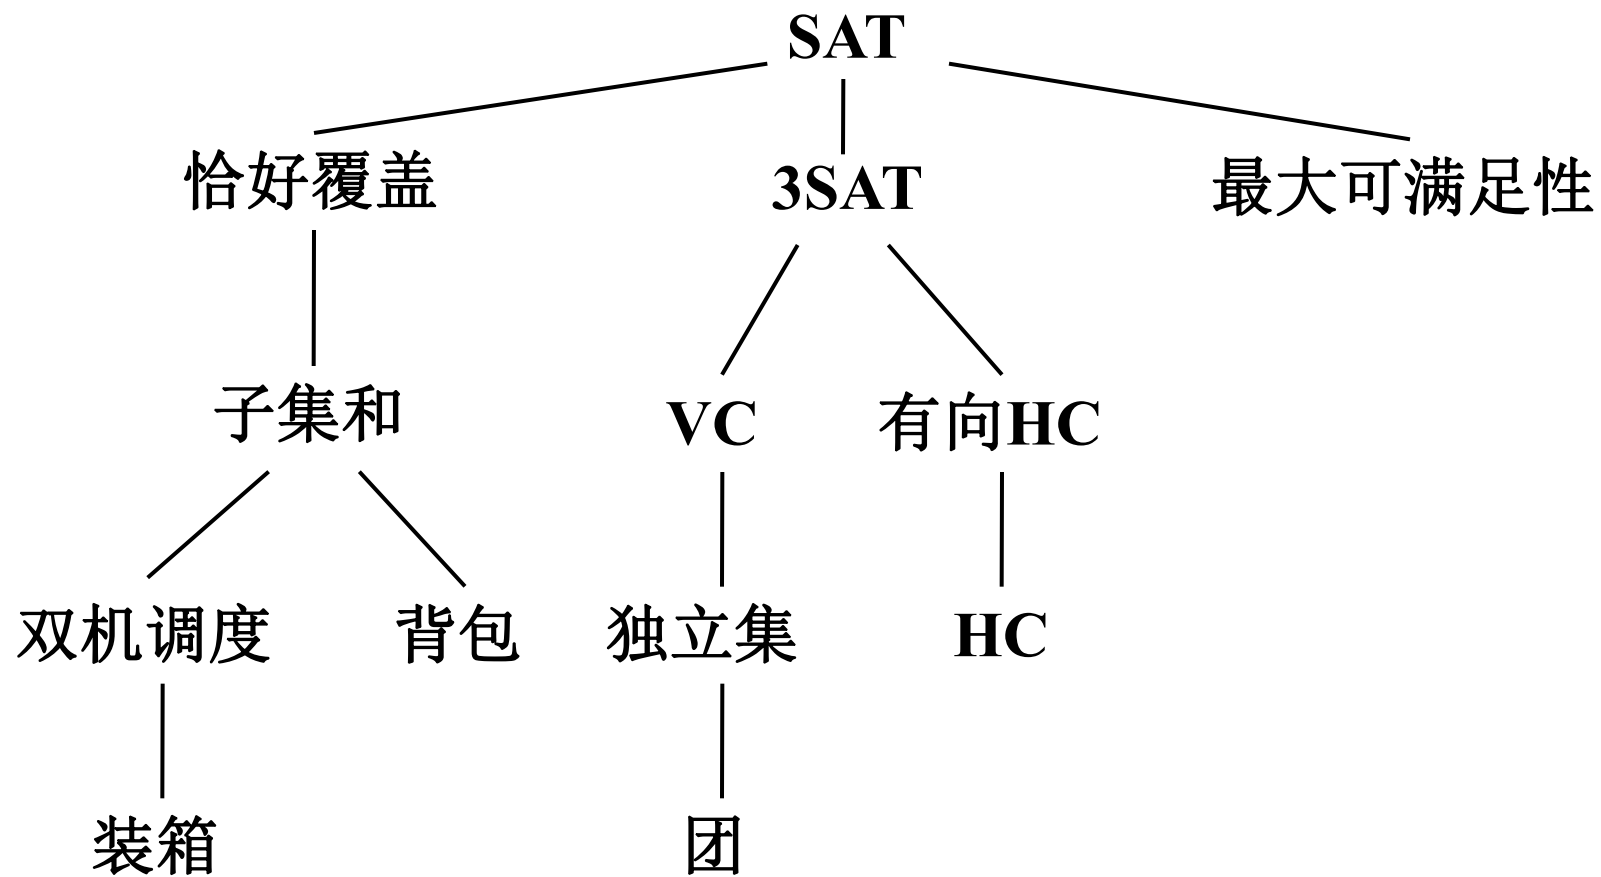 SAT
恰好覆盖
3SAT
最大可满足性
子集和
VC
有向HC
双机调度
背包
独立集
HC
装箱
团